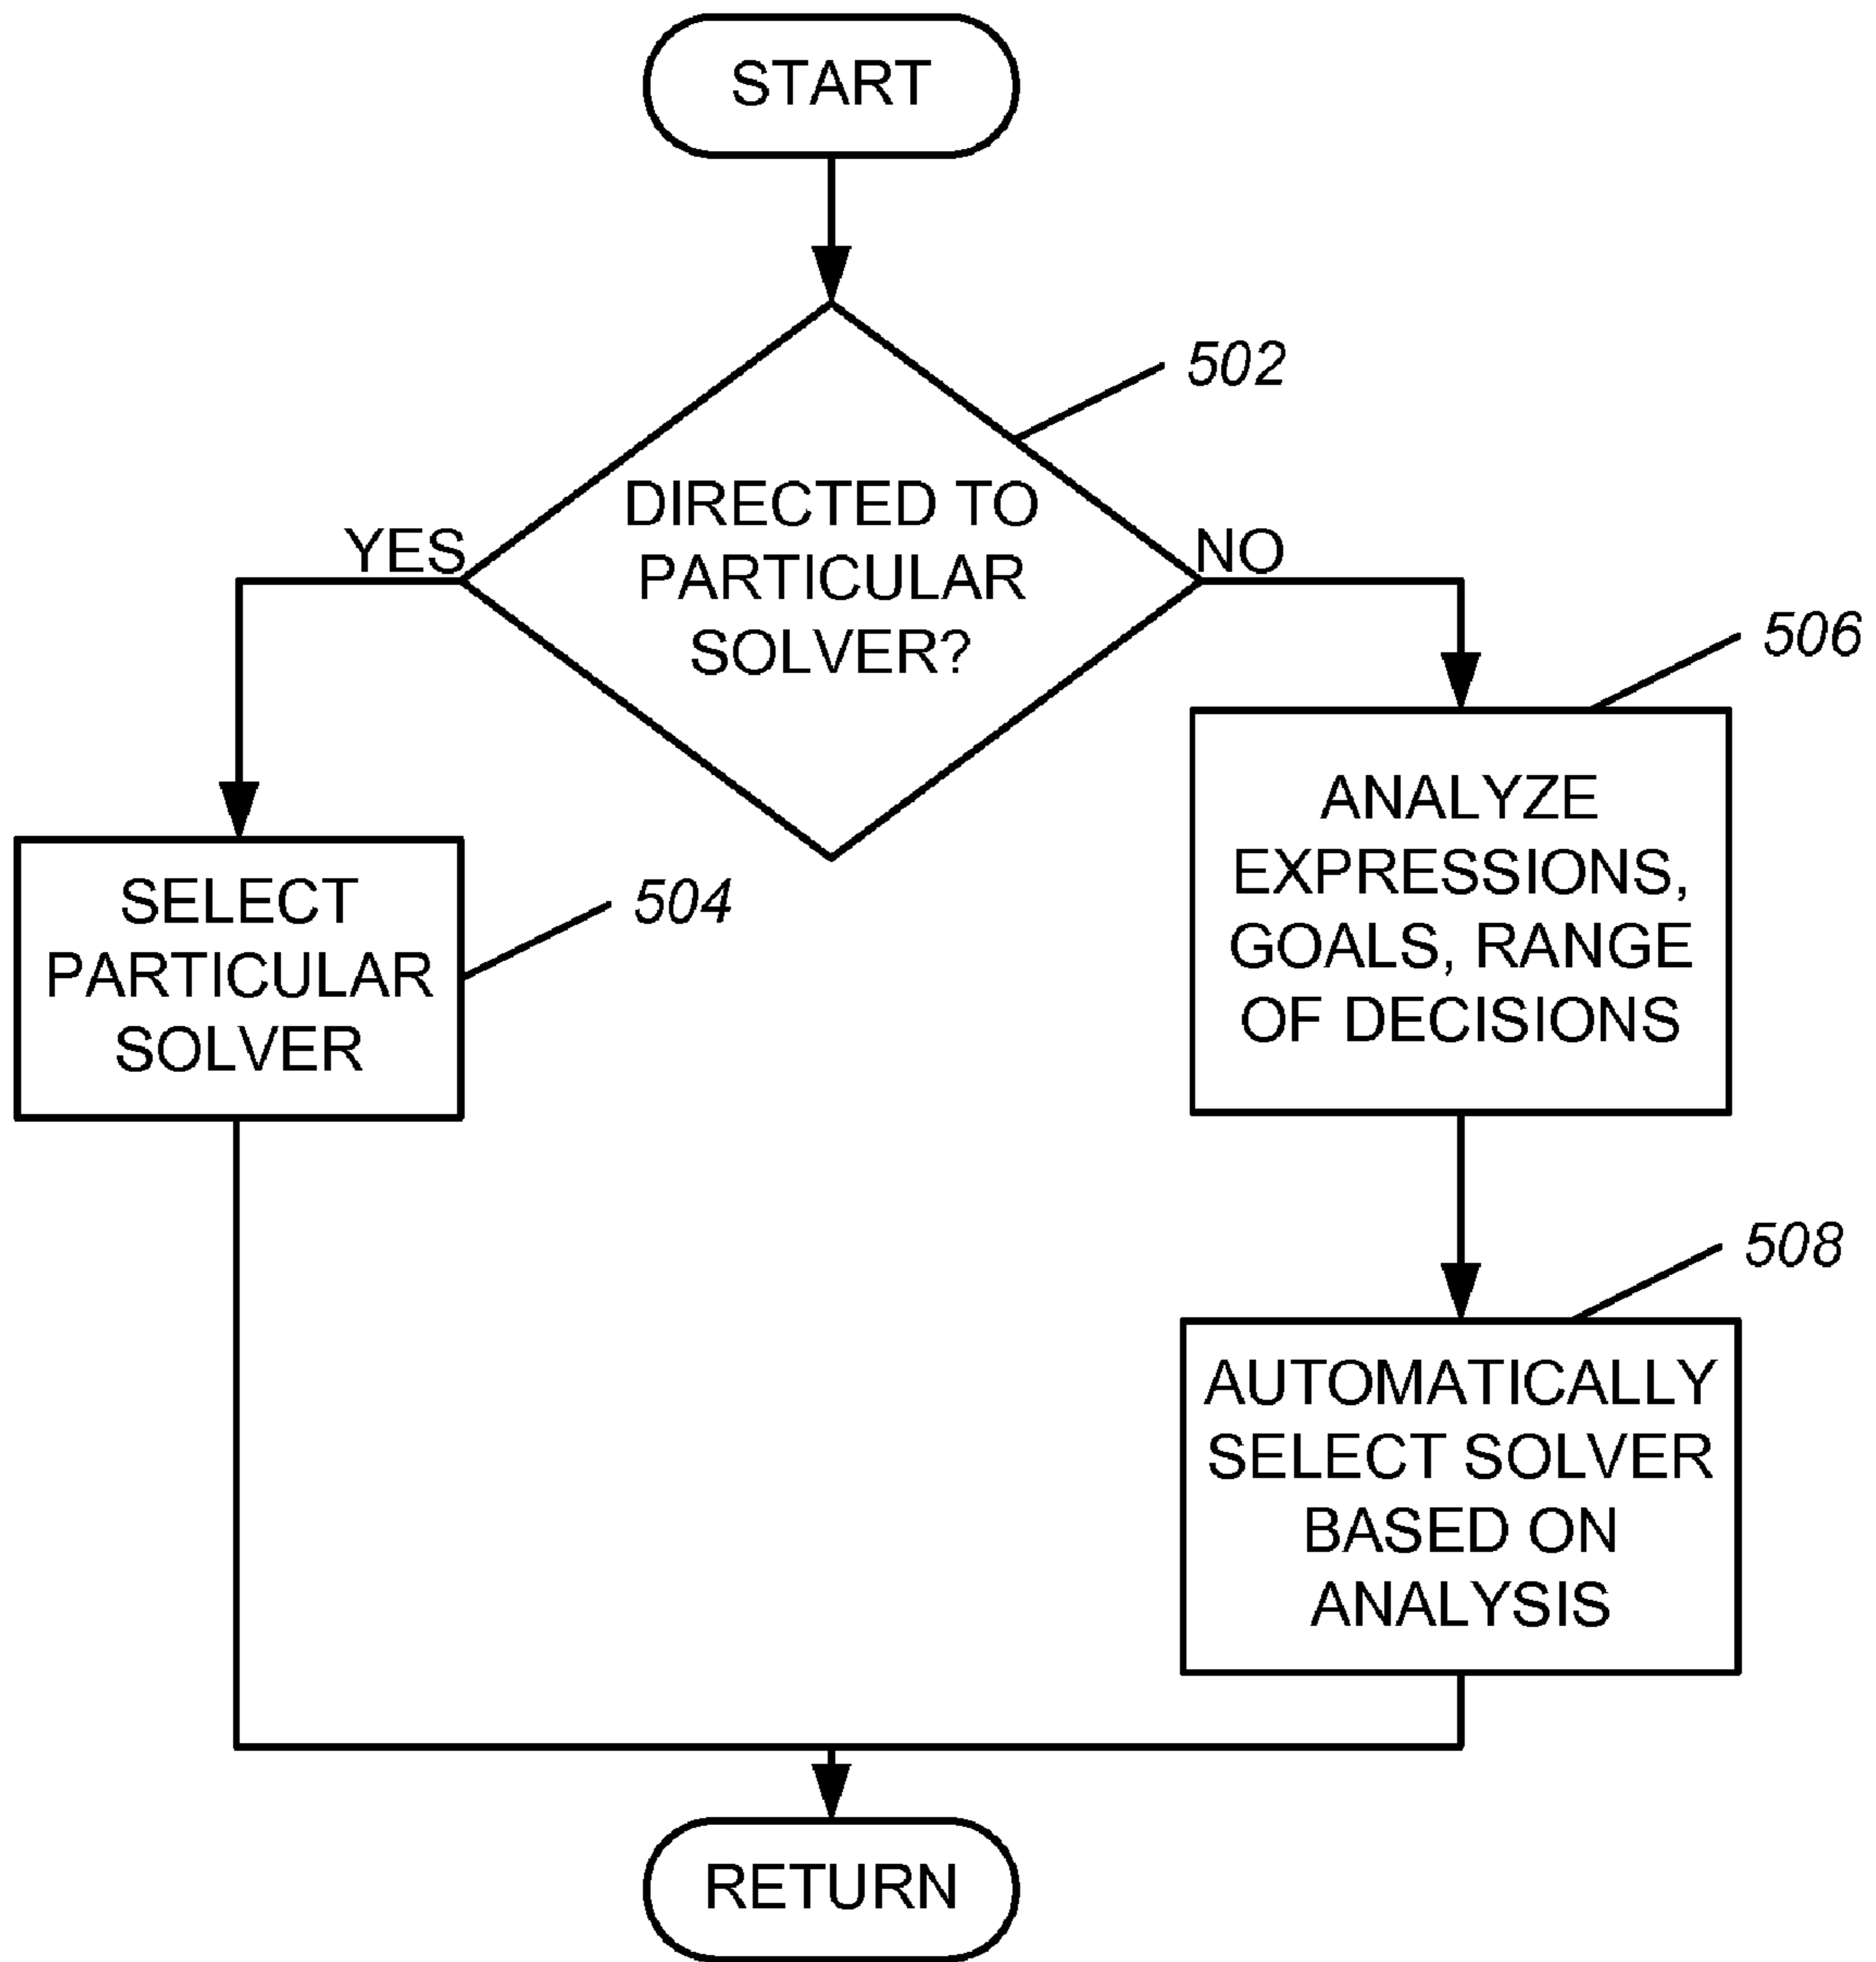 START
502
DIRECTED TO
PARTICULAR
SOLVER?
YES
NO
506
ANALYZE
EXPRESSIONS,
GOALS, RANGE
OF DECISIONS
SELECT
PARTICULAR
SOLVER
504
508
AUTOMATICALLY
SELECT SOLVER
BASED ON
ANALYSIS
RETURN